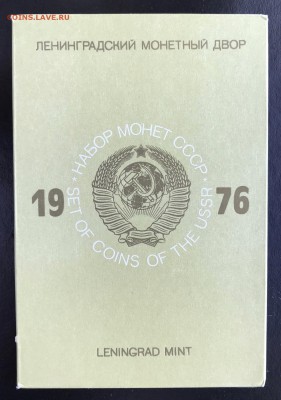 COINS.LAVE.RU
ЛЕНИНГРАДСКИЙ МОНЕТНЫЙ ДВОР
• НАБОР МОНЕТ СССР •
19 76
SET OF COINS OF THE USSR
LENINGRAD MINT